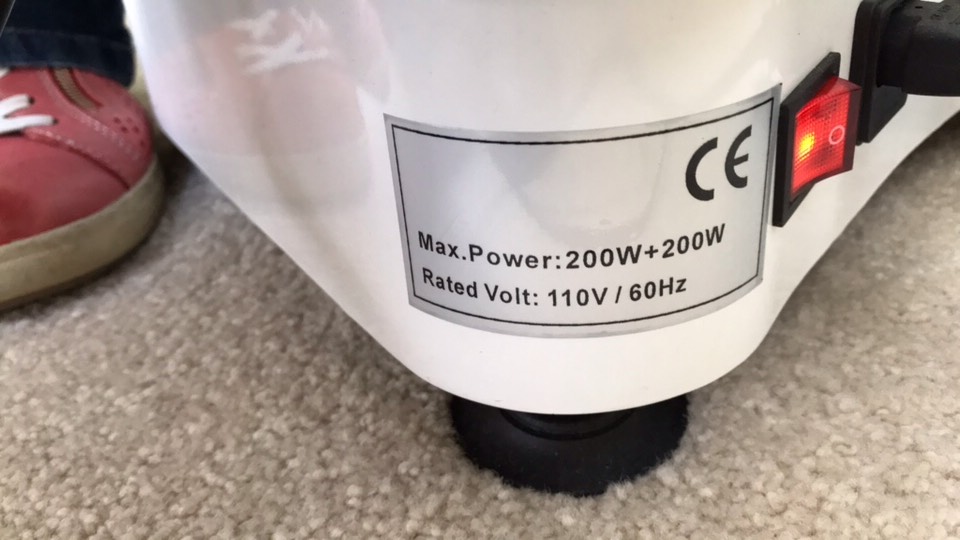 CE
Max.Power:200W+200W
Rated Volt: 110V / 60Hz